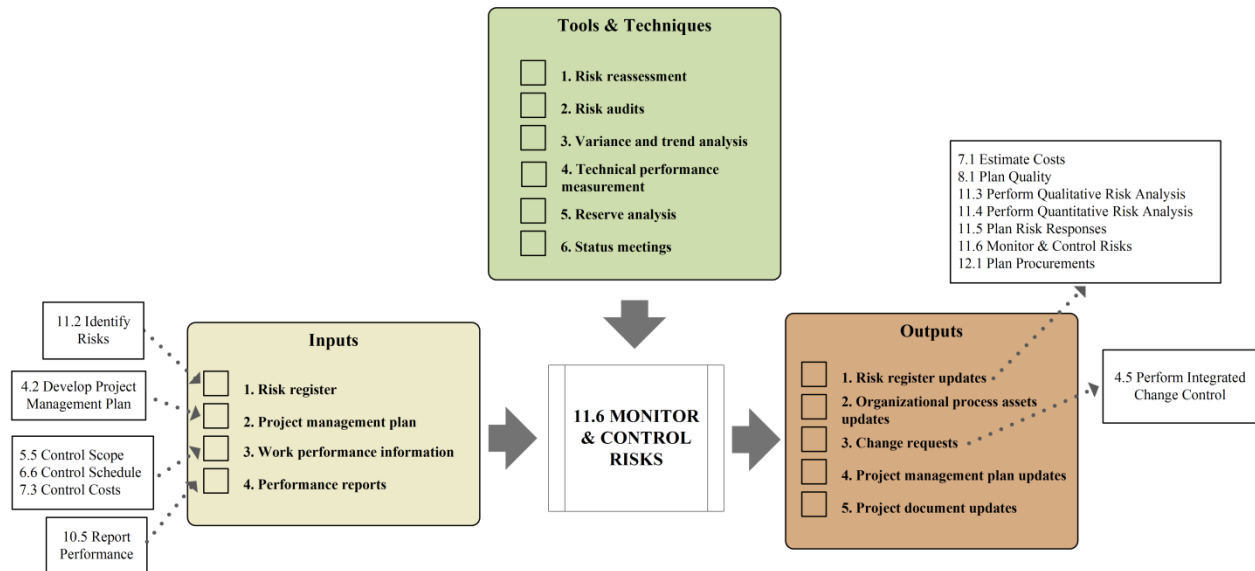 Tools & Techniques
1. Risk reassessment
2. Risk audits
3. Variance and trend analysis
4. Technical performance
measurement
5. Reserve analysis
6. Status meetings
7.1 Estimate Costs
8.1 Plan Quality
11.3 Perform Qualitative Risk Analysis
11.4 Perform Quantitative Risk Analysis
11.5 Plan Risk Responses
11.6 Monitor & Control Risks
12.1 Plan Procurements
11.2 Identify
Risks
4.2 Develop Project
Management Plan
5.5 Control Scope
6.6 Control Schedule
7.3 Control Costs
10.5 Report
Performance
Inputs
1. Risk register
2. Project management plan
3. Work performance information
4. Performance reports
11.6 MONITOR
& CONTROL
RISKS
Outputs
1. Risk register updates
2. Organizational process assets
updates
3. Change requests
4. Project management plan updates
5. Project document updates
4.5 Perform Integrated
Change Control